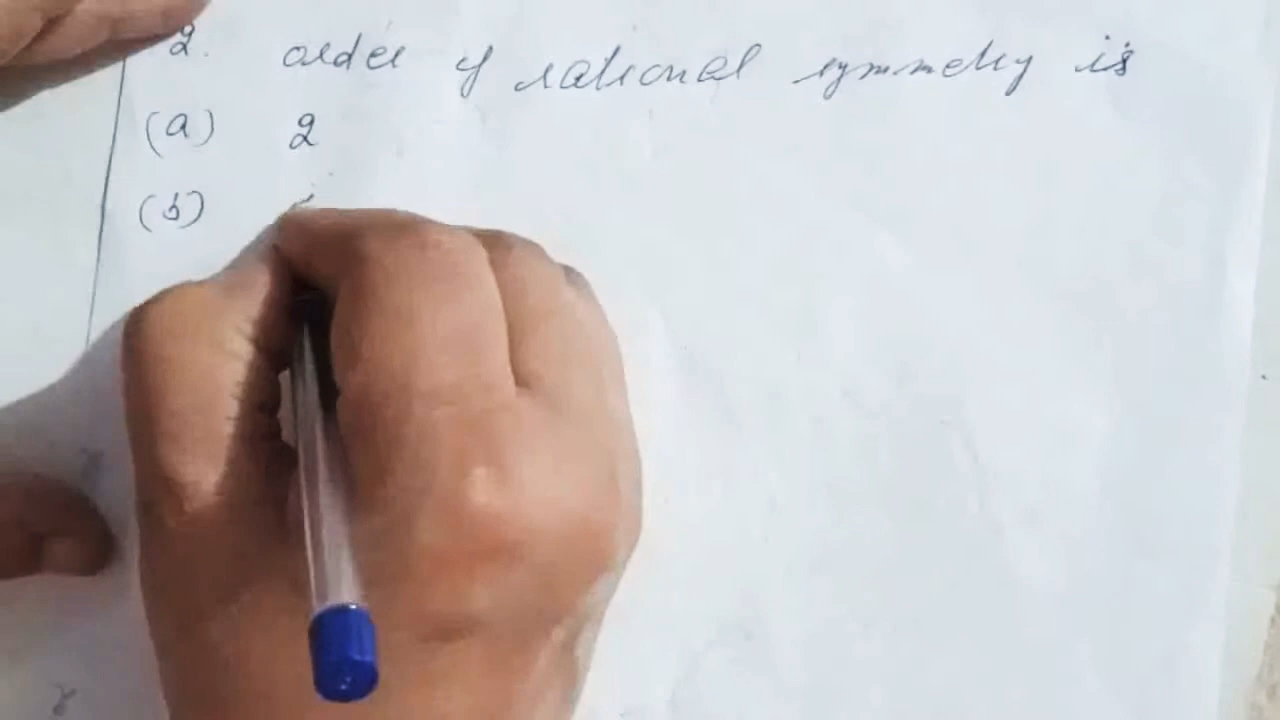 2. order of rational symmetry is
(a) 2
(b)